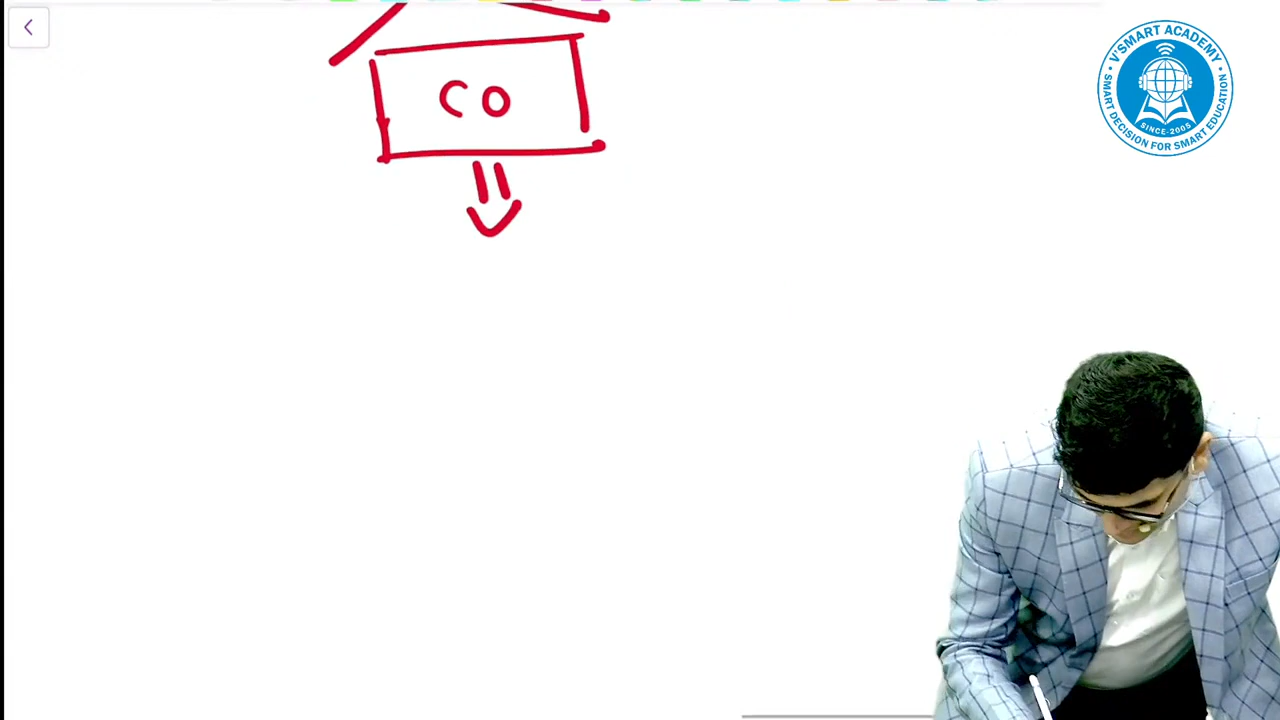 CO
V'SMART ACADEMY
SINCE-2005
SMART DECISION FOR SMART EDUCATION